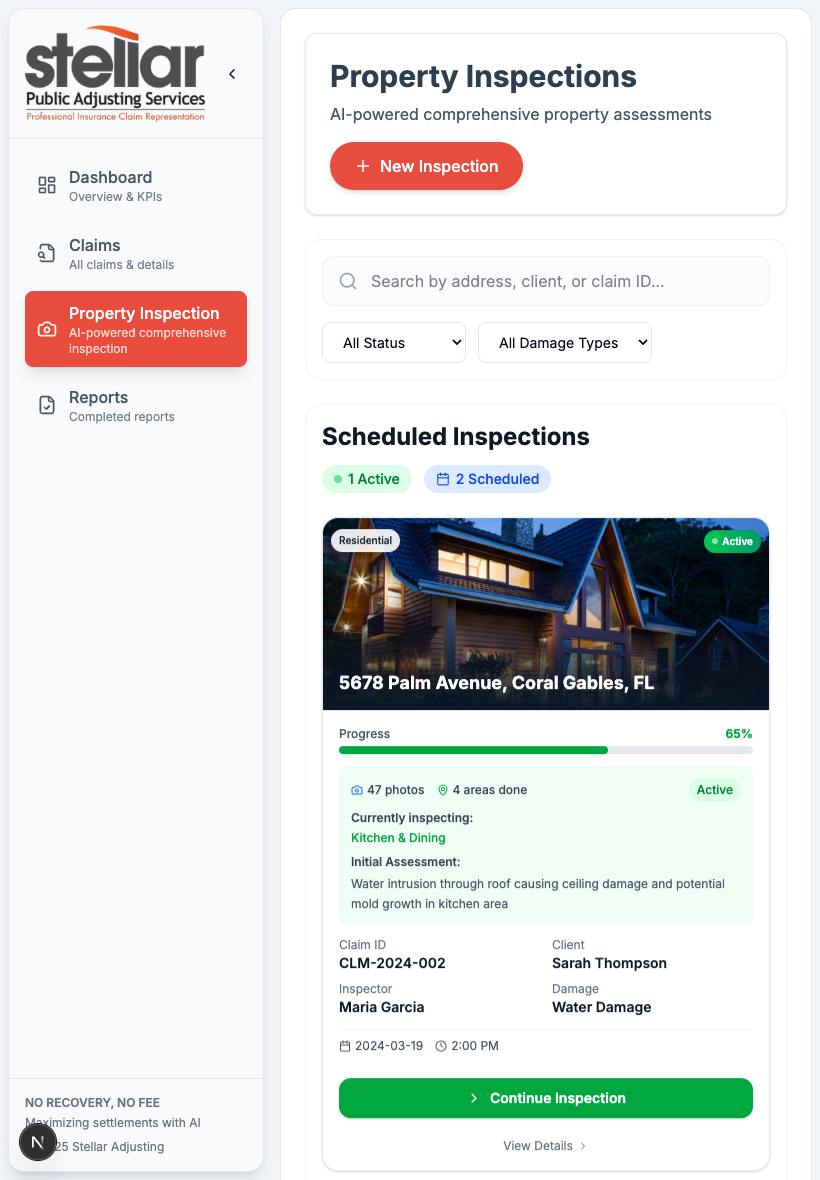 stellar
Public Adjusting Services
Professional Insurance Claim Representation
Dashboard
Overview & KPIs
Claims
All claims & details
Property Inspection
AI-powered comprehensive
inspection
Reports
Completed reports
NO RECOVERY, NO FEE
Maximizing settlements with AI
25 Stellar Adjusting
N
Property Inspections
AI-powered comprehensive property assessments
+ New Inspection
Search by address, client, or claim ID...
All Status
All Damage Types
Scheduled Inspections
1 Active
2 Scheduled
Residential
Active
5678 Palm Avenue, Coral Gables, FL
Progress
65%
47 photos
4 areas done
Active
Currently inspecting:
Kitchen & Dining
Initial Assessment:
Water intrusion through roof causing ceiling damage and potential
mold growth in kitchen area
Claim ID
Client
CLM-2024-002
Sarah Thompson
Inspector
Damage
Maria Garcia
Water Damage
2024-03-19
2:00 PM
Continue Inspection
View Details